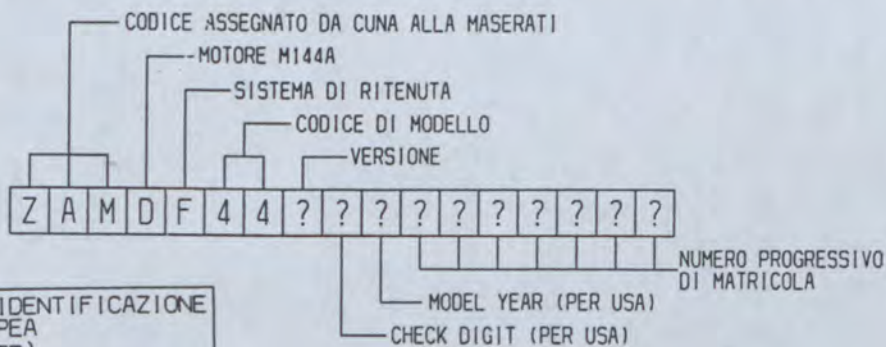 CODICE ASSEGNATO DA CUNA ALLA MASERATI
MOTORE M144A
SISTEMA DI RITENUTA
CODICE DI MODELLO
VERSIONE
Z A M D F 4 4 ? ? ? ? ? ? ? ? ? ?
NUMERO PROGRESSIVO
DI MATRICOLA
MODEL YEAR (PER USA)
CHECK DIGIT (PER USA)
IDENTIFICAZIONE